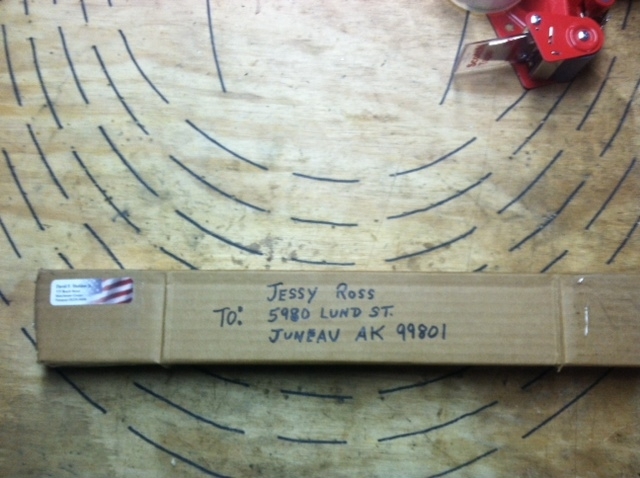 JESSY ROSS
TO: 5980 LUND ST.
JUNEAU AK 99801